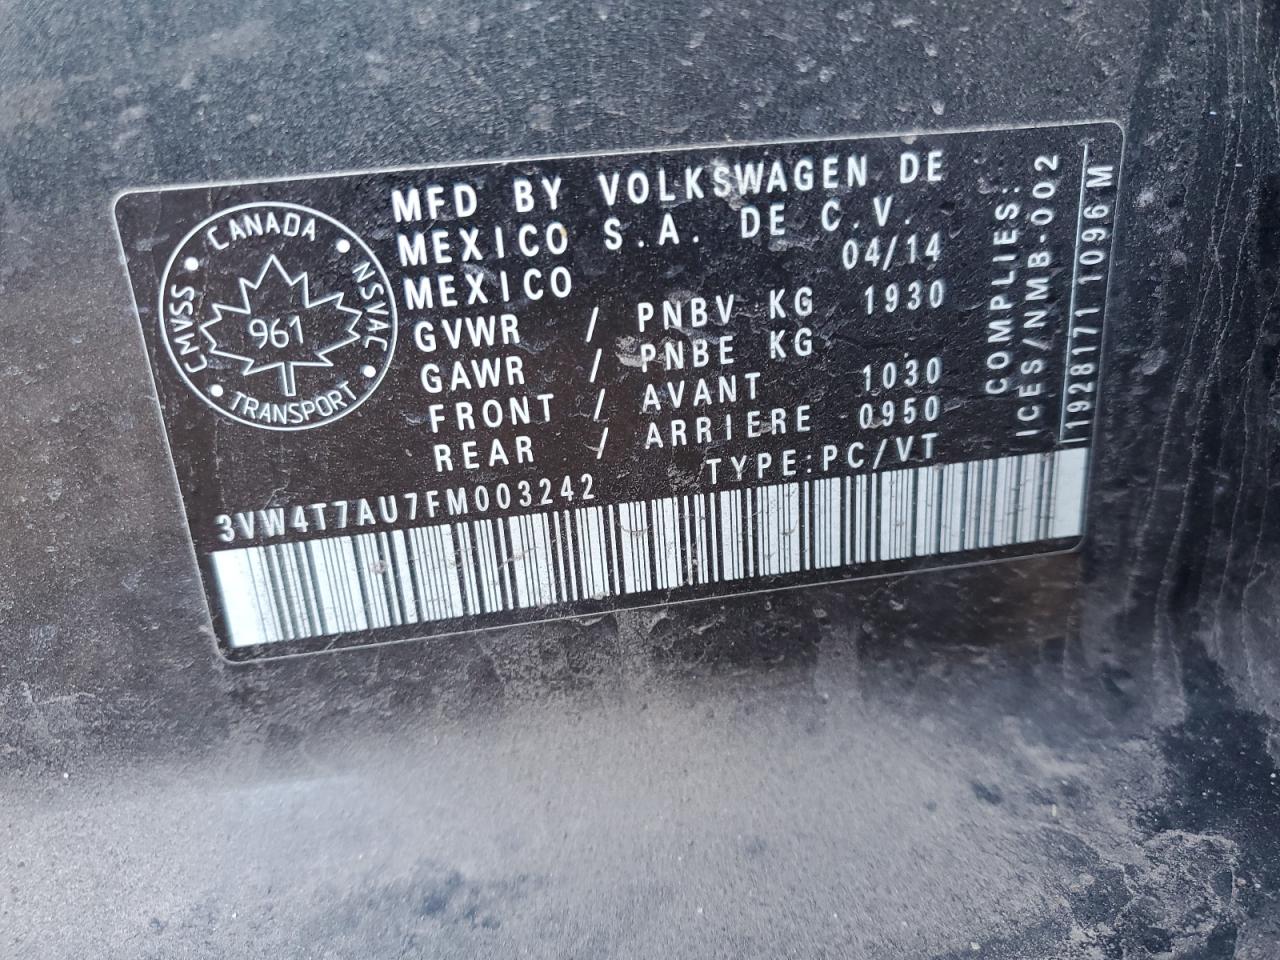 CANADA
CMVSS NSVAC
961
TRANSPORT
MFD BY VOLKSWAGEN DE
MEXICO S.A. DE C.V.
MEXICO 04/14
GVWR / PNBV KG 1930
GAWR / PNBE KG
FRONT / AVANT 1030
REAR / ARRIERE 0950
3VW4T7AU7FM003242 TYPE:PC/VT
COMPLIES:
ICES/NMB-002
1928171 1096 M